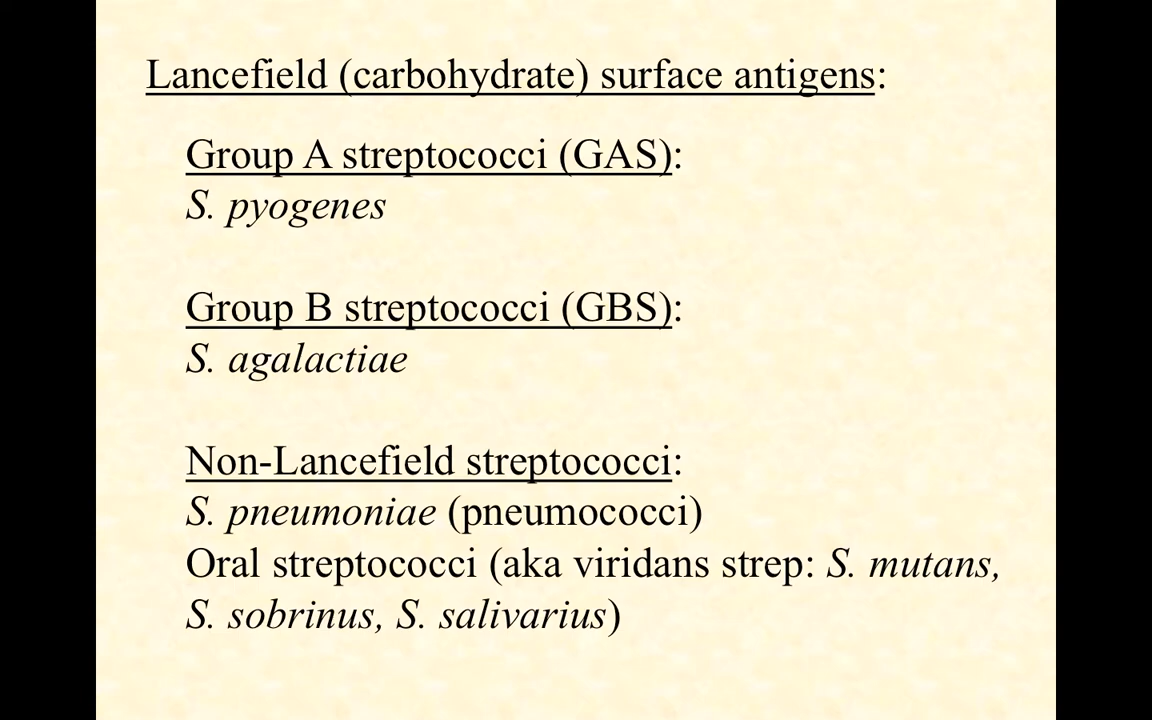 Lancefield (carbohydrate) surface antigens:
Group A streptococci (GAS):
S. pyogenes
Group B streptococci (GBS):
S. agalactiae
Non-Lancefield streptococci:
S. pneumoniae (pneumococci)
Oral streptococci (aka viridans strep: S. mutans,
S. sobrinus, S. salivarius)